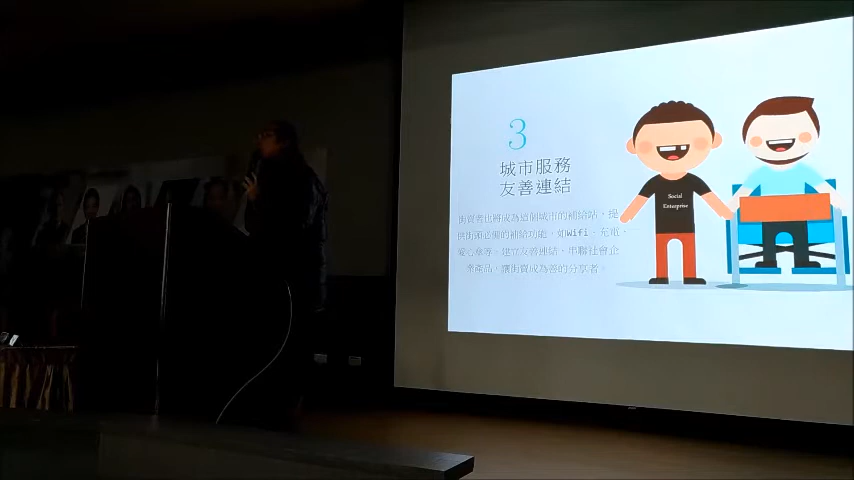 3
城市服務
友善連結
街賣者也將成為這個城市的補給站，提
供街頭必備的補給功能，如Wifi、充電、
愛心傘等。建立友善連結、串聯社會企
業產品，讓街賣成為善的分享者。
Social
Enterprise